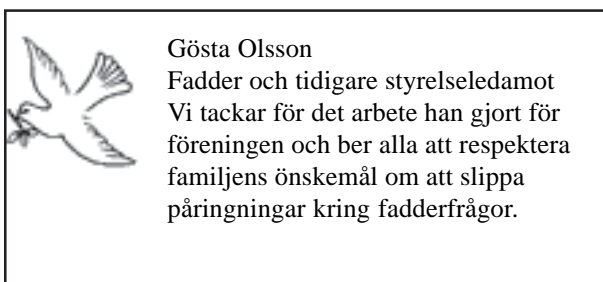 Gösta Olsson
Fadder och tidigare styrelseledamot
Vi tackar för det arbete han gjort för
föreningen och ber alla att respektera
familjens önskemål om att slippa
påringningar kring fadderfrågor.